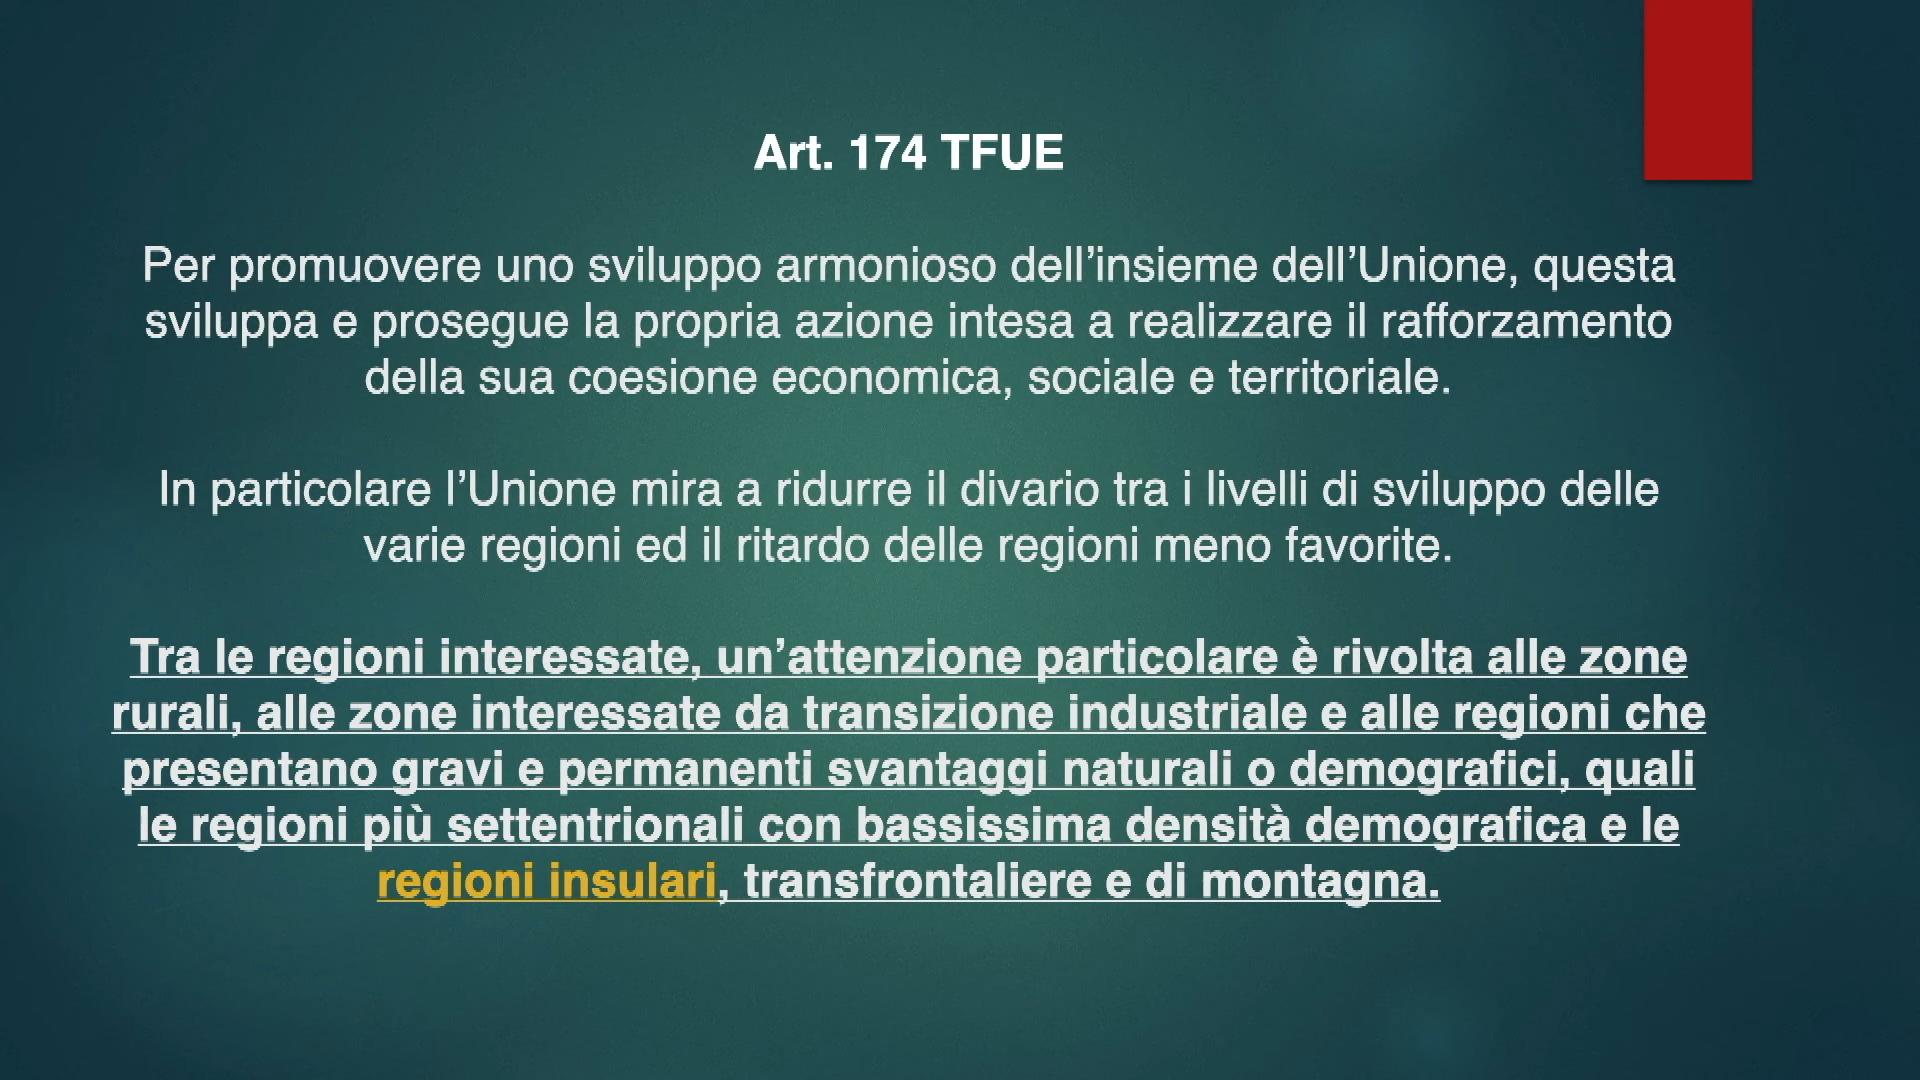 Art. 174 TFUE
Per promuovere uno sviluppo armonioso dell’insieme dell’Unione, questa
sviluppa e prosegue la propria azione intesa a realizzare il rafforzamento
della sua coesione economica, sociale e territoriale.
In particolare l’Unione mira a ridurre il divario tra i livelli di sviluppo delle
varie regioni ed il ritardo delle regioni meno favorite.
Tra le regioni interessate, un’attenzione particolare è rivolta alle zone
rurali, alle zone interessate da transizione industriale e alle regioni che
presentano gravi e permanenti svantaggi naturali o demografici, quali
le regioni più settentrionali con bassissima densità demografica e le
regioni insulari, transfrontaliere e di montagna.